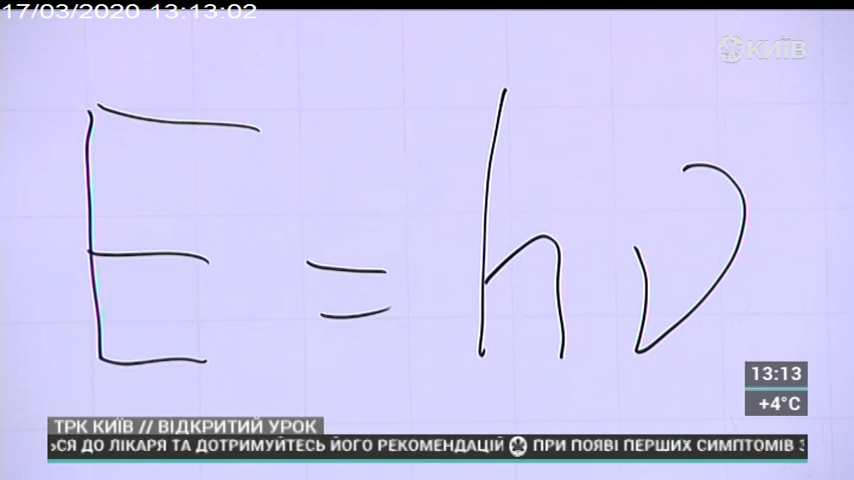 17/03/2020 13:13:02
КИЇВ
E = hν
13:13
+4°C
ТРК КИЇВ // ВІДКРИТИЙ УРОК
ЬСЯ ДО ЛІКАРЯ ТА ДОТРИМУЙТЕСЬ ЙОГО РЕКОМЕНДАЦІЙ ПРИ ПОЯВІ ПЕРШИХ СИМПТОМІВ З